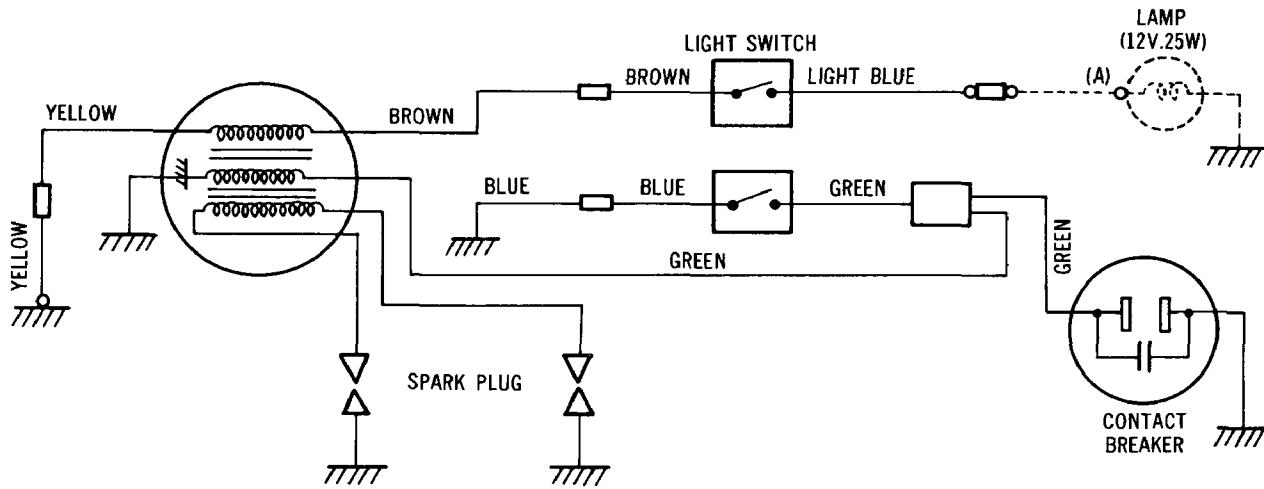 LAMP
(12V.25W)
LIGHT SWITCH
BROWN
LIGHT BLUE
(A)
YELLOW
BROWN
BLUE
BLUE
GREEN
YELLOW
GREEN
GREEN
SPARK PLUG
CONTACT
BREAKER